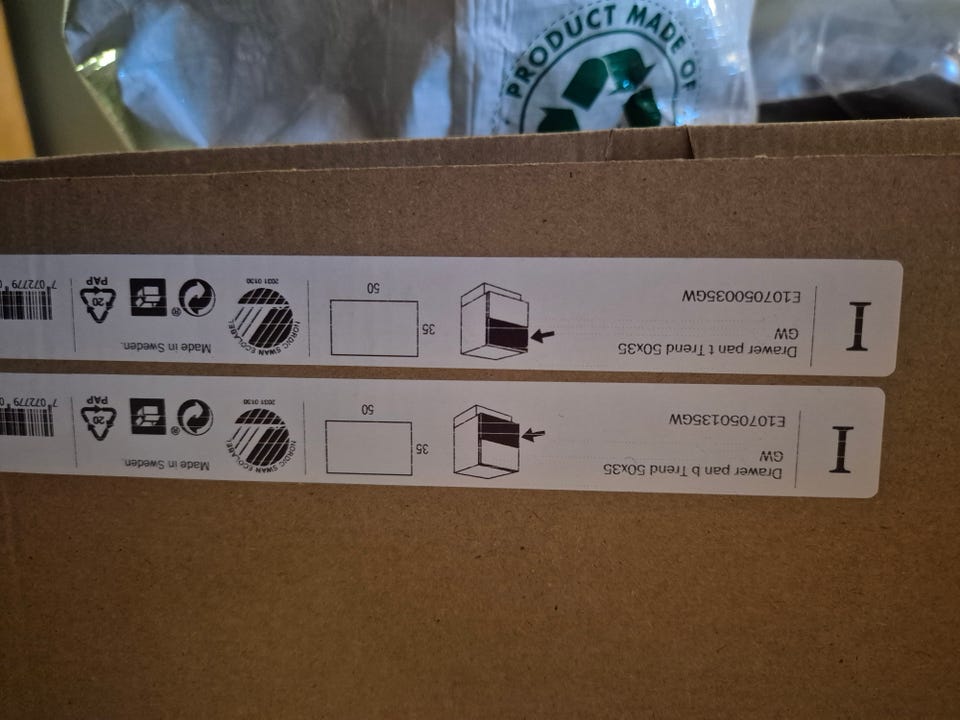 PRODUCT MADE OF
I
Drawer pan b Trend 50x35
GW
E107050135GW
35
50
NORDIC SWAN ECOLABEL
2031 0130
Made in Sweden.
®
20
PAP
7 072779
I
Drawer pan t Trend 50x35
GW
E107050035GW
35
50
NORDIC SWAN ECOLABEL
2031 0130
Made in Sweden.
®
20
PAP
7 072779